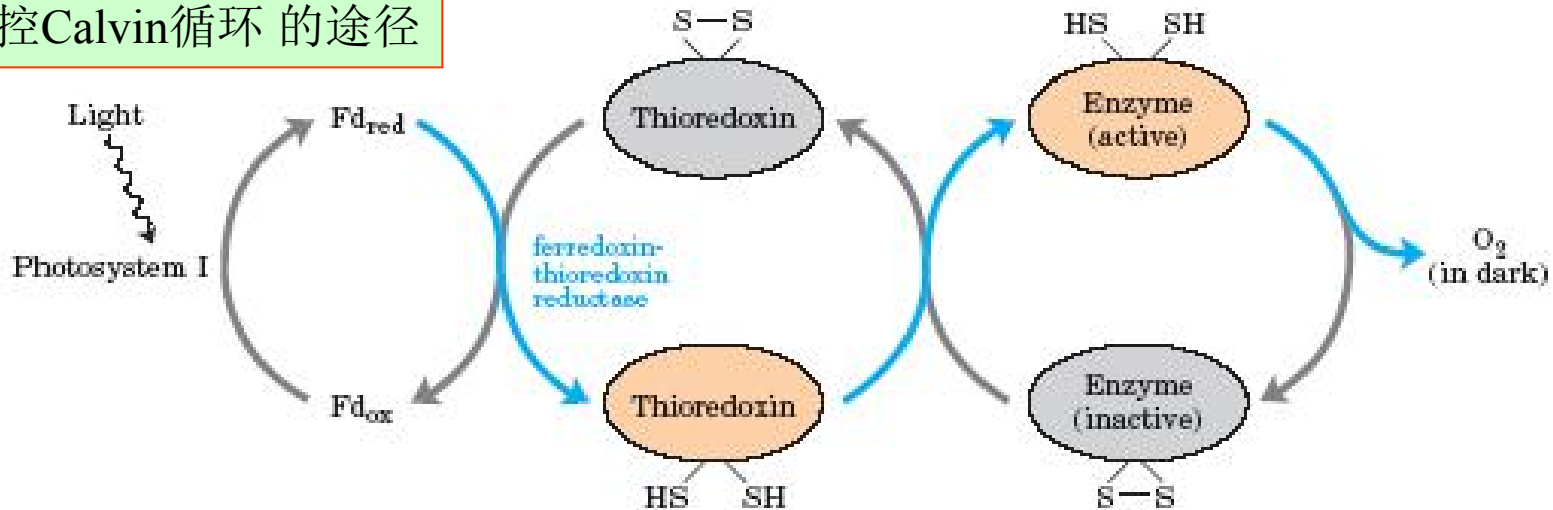 控Calvin循环 的途径
Light
Photosystem I
Fdred
Fdox
ferredoxin-
thioredoxin
reductase
S—S
Thioredoxin
Thioredoxin
HS SH
HS SH
Enzyme
(active)
Enzyme
(inactive)
S—S
O2
(in dark)